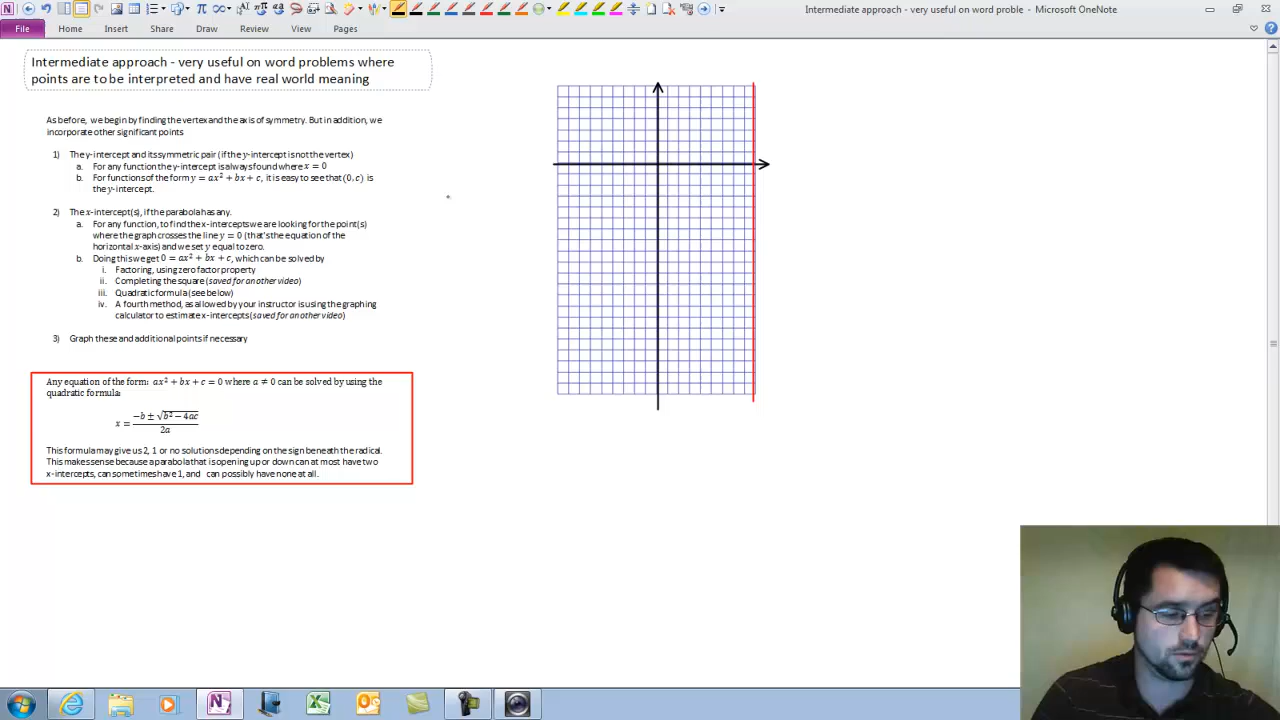 Intermediate approach - very useful on word proble - Microsoft OneNote
File Home Insert Share Draw Review View Pages
Intermediate approach - very useful on word problems where
points are to be interpreted and have real world meaning
As before, we begin by finding the vertex and the axis of symmetry. But in addition, we
incorporate other significant points
1) The y-intercept and its symmetric pair (if the y-intercept is not the vertex)
a. For any function the y-intercept is always found where x = 0
b. For functions of the form y = ax² + bx + c, it is easy to see that (0, c) is
the y-intercept.
2) The x-intercept(s), if the parabola has any.
a. For any function, to find the x-intercepts we are looking for the point(s)
where the graph crosses the line y = 0 (that's the equation of the
horizontal x-axis) and we set y equal to zero.
b. Doing this we get 0 = ax² + bx + c, which can be solved by
i. Factoring, using zero factor property
ii. Completing the square (saved for another video)
iii. Quadratic formula (see below)
iv. A fourth method, as allowed by your instructor is using the graphing
calculator to estimate x-intercepts (saved for another video)
3) Graph these and additional points if necessary
Any equation of the form: ax² + bx + c = 0 where a ≠ 0 can be solved by using the
quadratic formula:
x = (-b ± √(b² − 4ac)) / 2a
This formula may give us 2, 1 or no solutions depending on the sign beneath the radical.
This makes sense because a parabola that is opening up or down can at most have two
x-intercepts, can sometimes have 1, and can possibly have none at all.